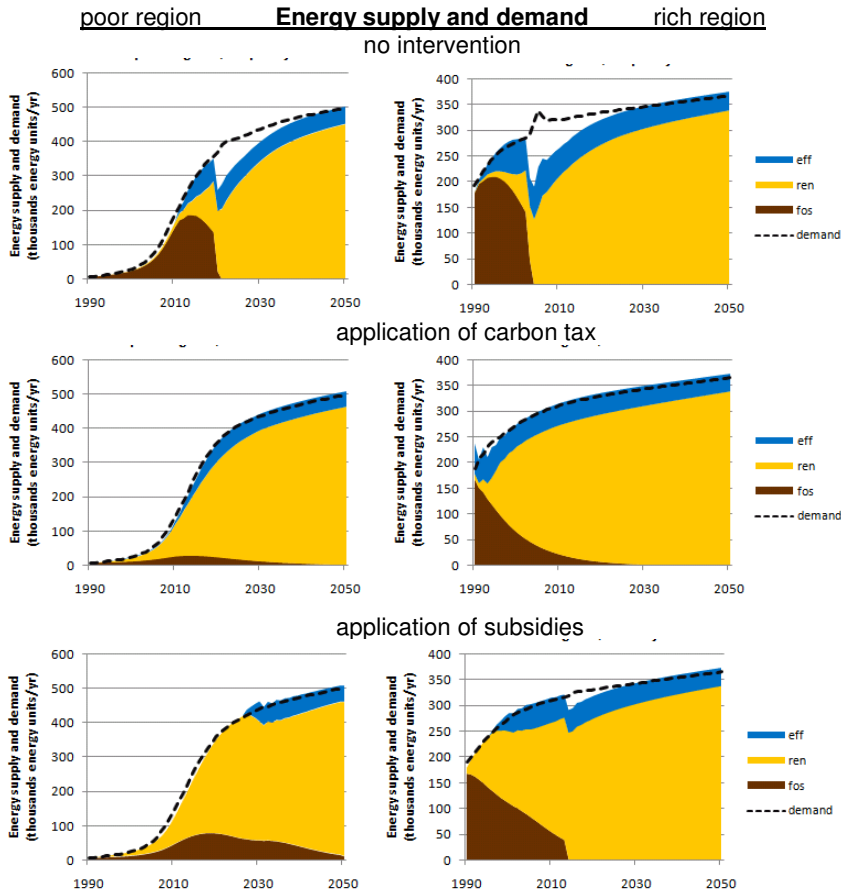 poor region Energy supply and demand rich region
no intervention
Energy supply and demand
(thousands energy units/yr)
600
500
400
300
200
100
0
1990 2010 2030 2050
Energy supply and demand
(thousands energy units/yr)
400
350
300
250
200
150
100
50
0
1990 2010 2030 2050
eff
ren
fos
demand
application of carbon tax
Energy supply and demand
(thousands energy units/yr)
600
500
400
300
200
100
0
1990 2010 2030 2050
Energy supply and demand
(thousands energy units/yr)
400
350
300
250
200
150
100
50
0
1990 2010 2030 2050
eff
ren
fos
demand
application of subsidies
Energy supply and demand
(thousands energy units/yr)
600
500
400
300
200
100
0
1990 2010 2030 2050
Energy supply and demand
(thousands energy units/yr)
400
350
300
250
200
150
100
50
0
1990 2010 2030 2050
eff
ren
fos
demand